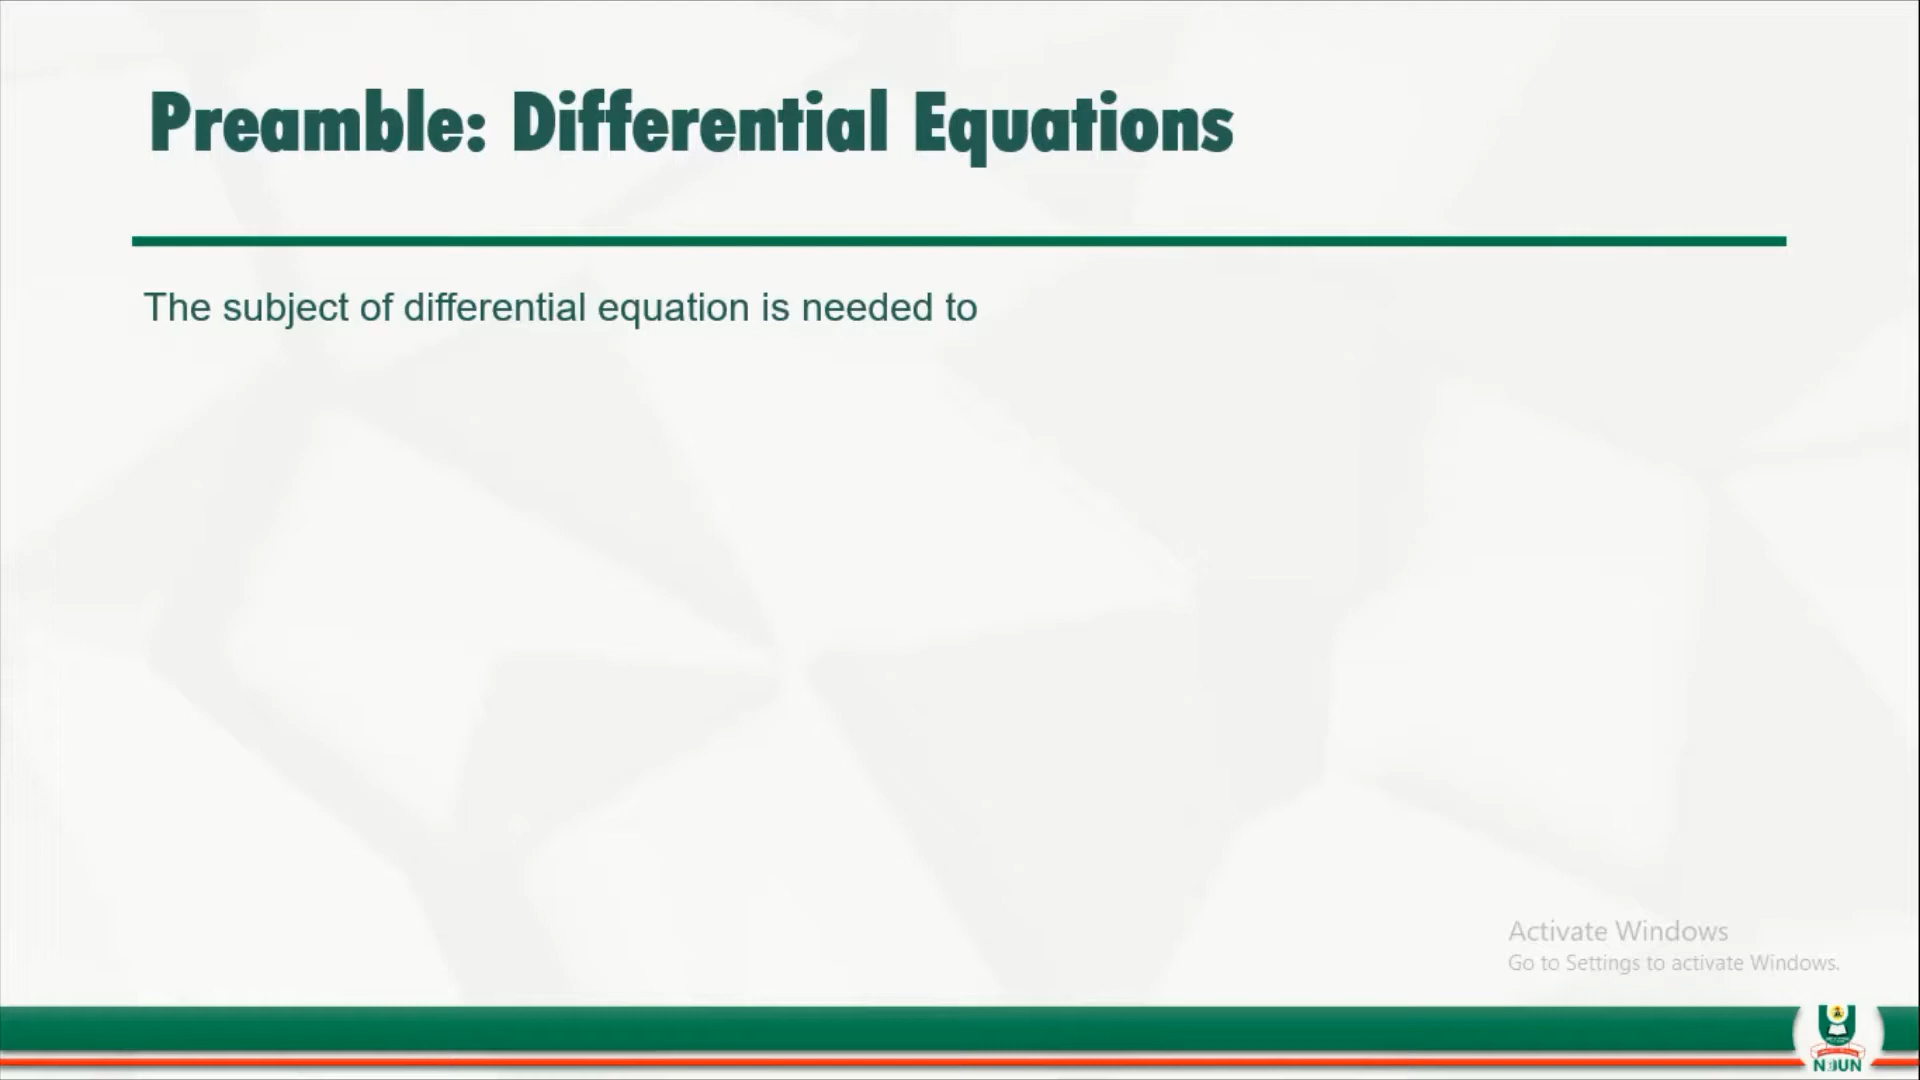 Preamble: Differential Equations
The subject of differential equation is needed to
Activate Windows
Go to Settings to activate Windows.
NOUN